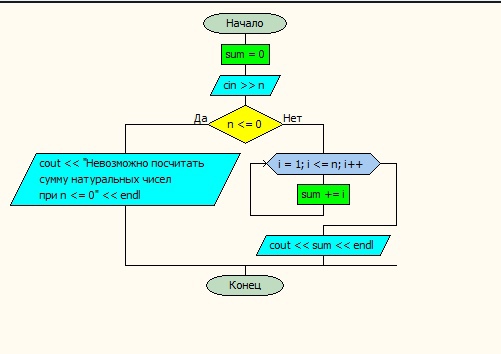 Начало
sum = 0
cin >> n
Да
n <= 0
Нет
cout << "Невозможно посчитать
сумму натуральных чисел
при n <= 0" << endl
i = 1; i <= n; i++
sum += i
cout << sum << endl
Конец